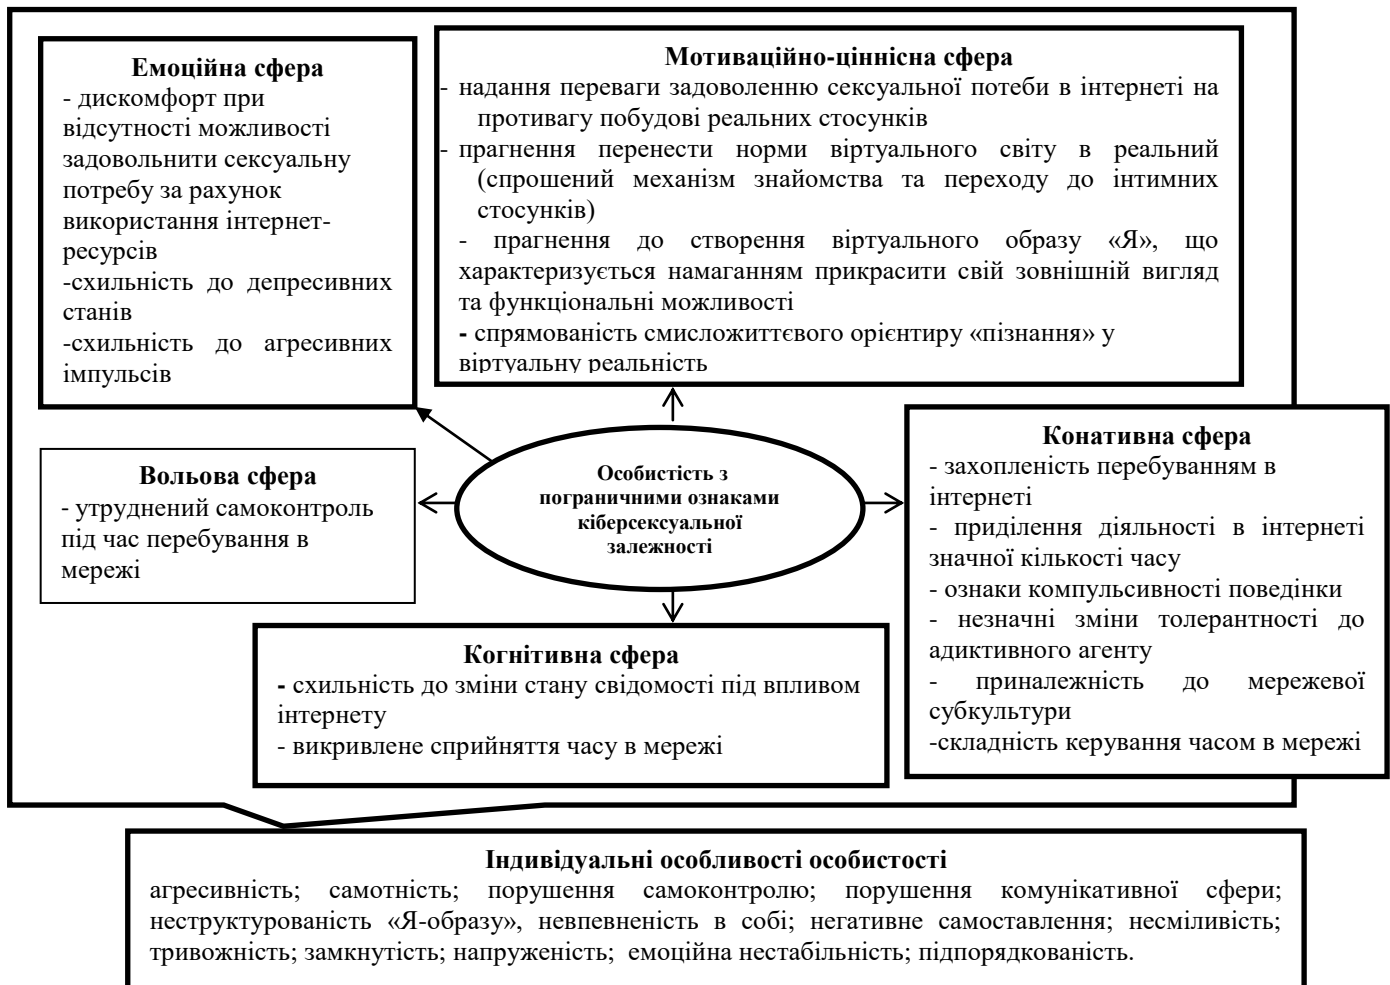 Емоційна сфера
- дискомфорт при
відсутності можливості
задовольнити сексуальну
потребу за рахунок
використання інтернет-
ресурсів
-схильність до депресивних
станів
-схильність до агресивних
імпульсів
Мотиваційно-ціннісна сфера
- надання переваги задоволенню сексуальної потеби в інтернеті на
противагу побудові реальних стосунків
- прагнення перенести норми віртуального світу в реальний
(спрошений механізм знайомства та переходу до інтимних
стосунків)
- прагнення до створення віртуального образу «Я», що
характеризується намаганням прикрасити свій зовнішній вигляд
та функціональні можливості
- спрямованість смисложиттєвого орієнтиру «пізнання» у
віртуальну реальність
Вольова сфера
- утруднений самоконтроль
під час перебування в
мережі
Особистість з
пограничними ознаками
кіберсексуальної
залежності
Конативна сфера
- захопленість перебуванням в
інтернеті
- приділення діяльності в інтернеті
значної кількості часу
- ознаки компульсивності поведінки
- незначні зміни толерантності до
адиктивного агенту
- приналежність до мережевої
субкультури
-складність керування часом в мережі
Когнітивна сфера
- схильність до зміни стану свідомості під впливом
інтернету
- викривлене сприйняття часу в мережі
Індивідуальні особливості особистості
агресивність; самотність; порушення самоконтролю; порушення комунікативної сфери;
неструктурованість «Я-образу», невпевненість в собі; негативне самоставлення; несміливість;
тривожність; замкнутість; напруженість; емоційна нестабільність; підпорядкованість.